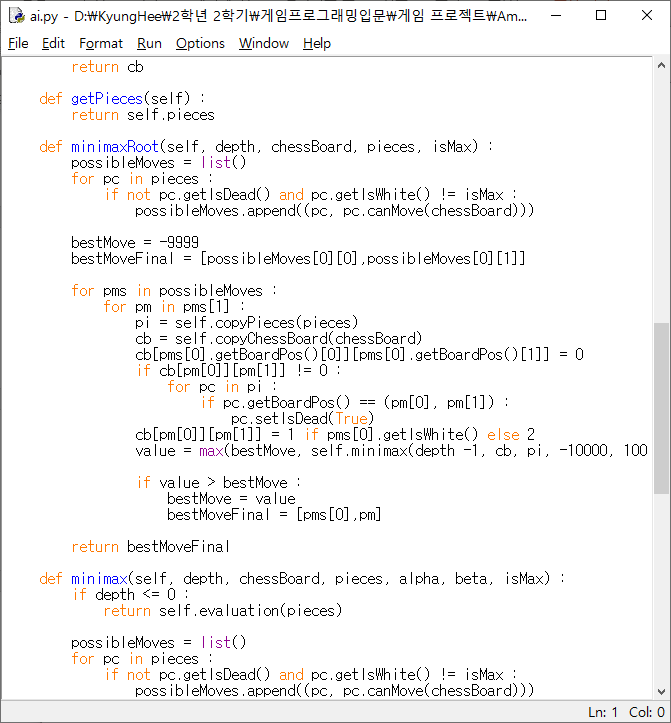 ai.py - D:₩KyungHee₩2학년 2학기₩게임프로그래밍입문₩게임 프로젝트₩Am...
File Edit Format Run Options Window Help
        return cb
    def getPieces(self) :
        return self.pieces
    def minimaxRoot(self, depth, chessBoard, pieces, isMax) :
        possibleMoves = list()
        for pc in pieces :
            if not pc.getIsDead() and pc.getIsWhite() != isMax :
                possibleMoves.append((pc, pc.canMove(chessBoard)))
        bestMove = -9999
        bestMoveFinal = [possibleMoves[0][0],possibleMoves[0][1]]
        for pms in possibleMoves :
            for pm in pms[1] :
                pi = self.copyPieces(pieces)
                cb = self.copyChessBoard(chessBoard)
                cb[pms[0].getBoardPos()[0]][pms[0].getBoardPos()[1]] = 0
                if cb[pm[0]][pm[1]] != 0 :
                    for pc in pi :
                        if pc.getBoardPos() == (pm[0], pm[1]) :
                            pc.setIsDead(True)
                cb[pm[0]][pm[1]] = 1 if pms[0].getIsWhite() else 2
                value = max(bestMove, self.minimax(depth -1, cb, pi, -10000, 100
                if value > bestMove :
                    bestMove = value
                    bestMoveFinal = [pms[0],pm]
        return bestMoveFinal
    def minimax(self, depth, chessBoard, pieces, alpha, beta, isMax) :
        if depth <= 0 :
            return self.evaluation(pieces)
        possibleMoves = list()
        for pc in pieces :
            if not pc.getIsDead() and pc.getIsWhite() != isMax :
                possibleMoves.append((pc, pc.canMove(chessBoard)))
Ln: 1 Col: 0